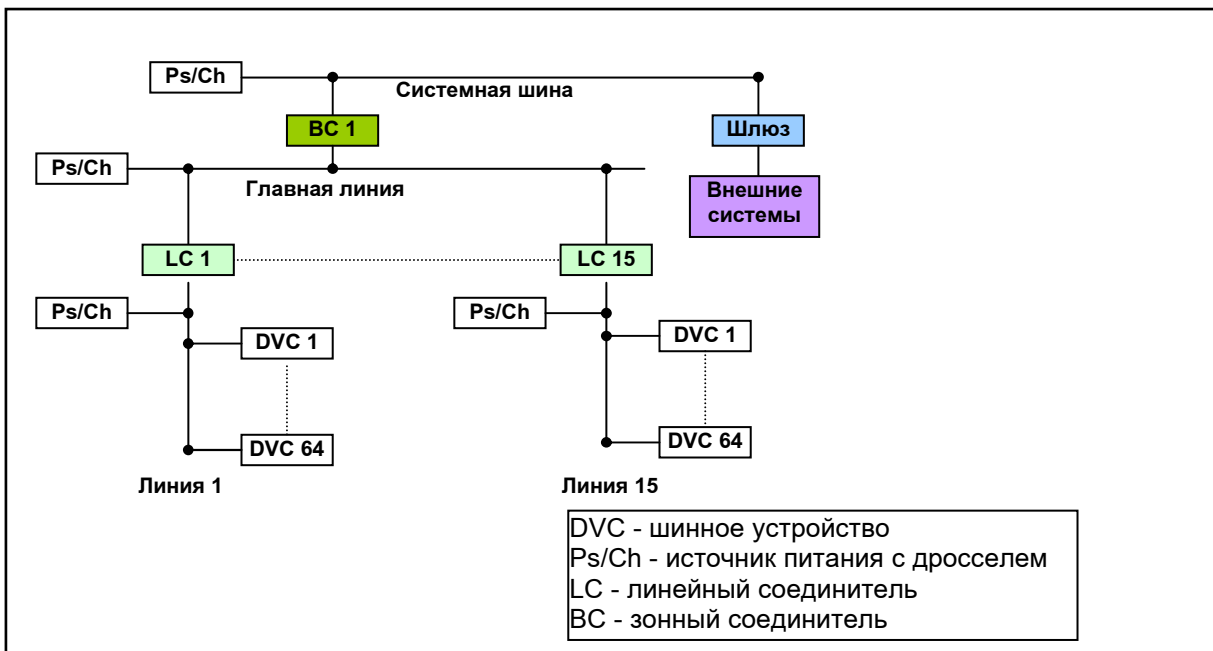 Ps/Ch
Системная шина
BC 1
Шлюз
Ps/Ch
Главная линия
Внешние
системы
LC 1
LC 15
Ps/Ch
Ps/Ch
DVC 1
DVC 1
DVC 64
DVC 64
Линия 1
Линия 15
DVC - шинное устройство
Ps/Ch - источник питания с дросселем
LC - линейный соединитель
BC - зонный соединитель